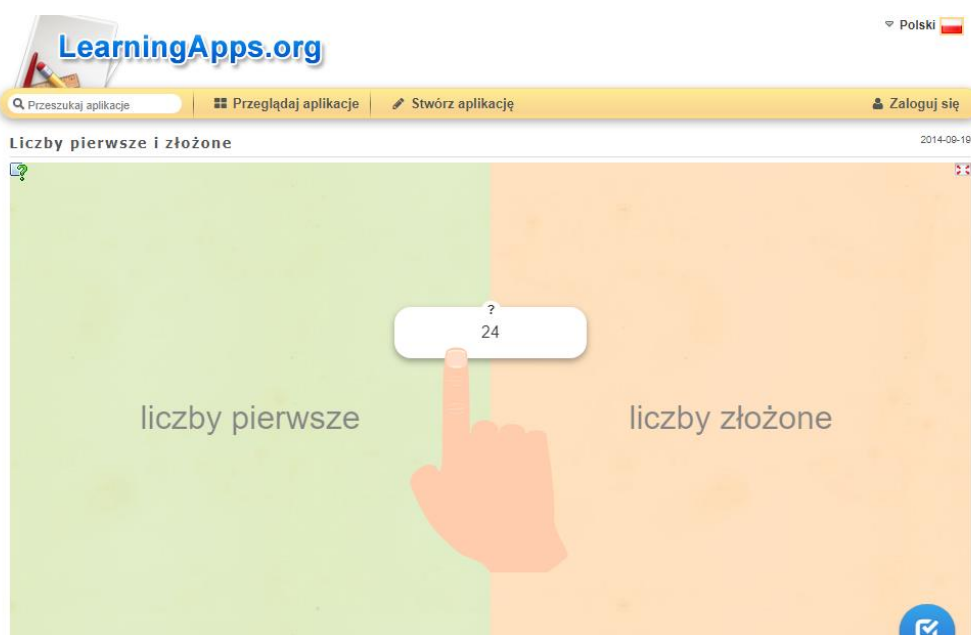 Polski
LearningApps.org
Przeszukaj aplikacje
Przeglądaj aplikacje
Stwórz aplikację
Zaloguj się
Liczby pierwsze i złożone
2014-09-19
?
24
liczby pierwsze
liczby złożone